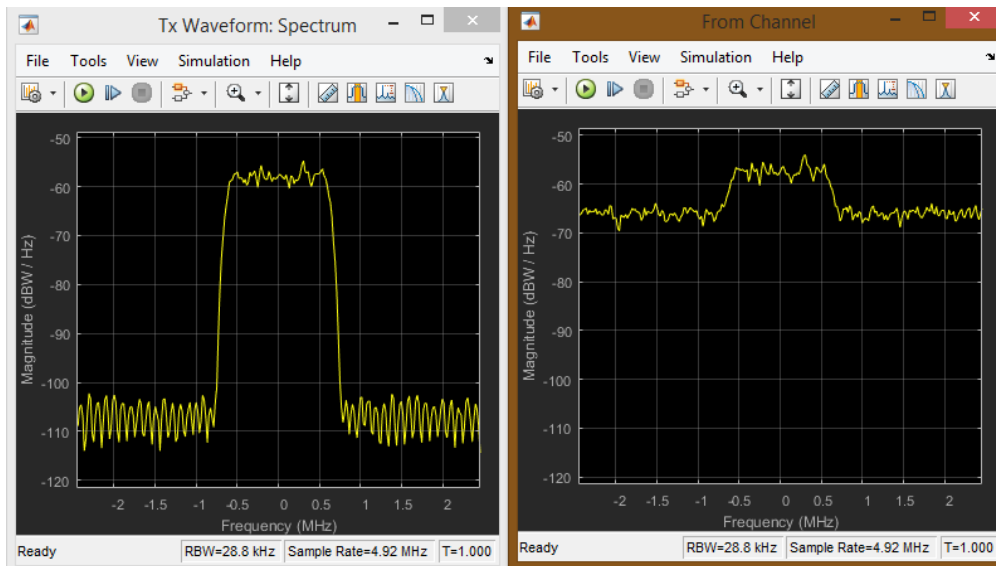 Tx Waveform: Spectrum
File Tools View Simulation Help
-50
-60
-70
-80
-90
-100
-110
-120
Magnitude (dBW / Hz)
-2 -1.5 -1 -0.5 0 0.5 1 1.5 2
Frequency (MHz)
Ready RBW=28.8 kHz Sample Rate=4.92 MHz T=1.000
From Channel
File Tools View Simulation Help
-50
-60
-70
-80
-90
-100
-110
-120
Magnitude (dBW / Hz)
-2 -1.5 -1 -0.5 0 0.5 1 1.5 2
Frequency (MHz)
Ready RBW=28.8 kHz Sample Rate=4.92 MHz T=1.000